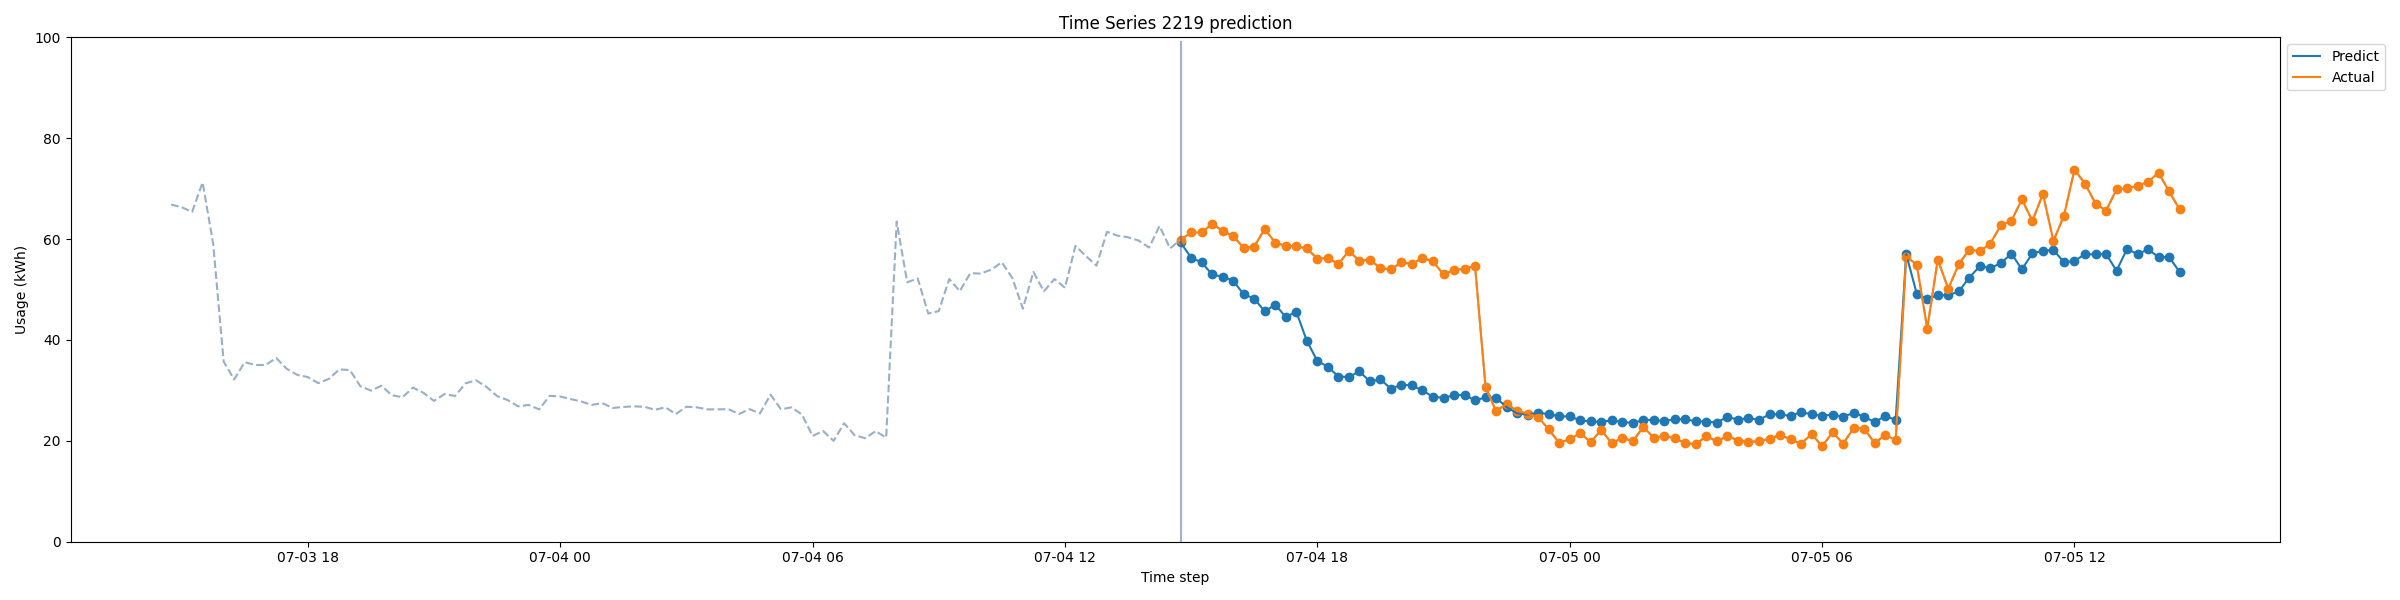 Time Series 2219 prediction
100
80
60
40
20
0
Usage (kWh)
07-03 18
07-04 00
07-04 06
07-04 12
07-04 18
07-05 00
07-05 06
07-05 12
Time step
Predict
Actual